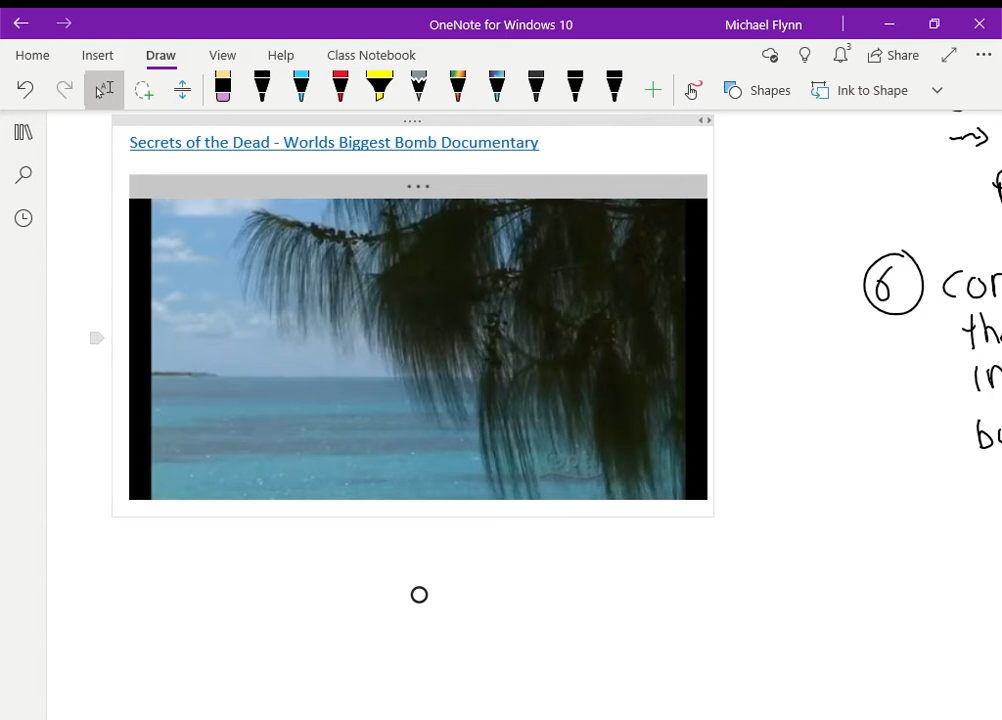 OneNote for Windows 10
Michael Flynn
Home
Insert
Draw
View
Help
Class Notebook
3
Share
Shapes
Ink to Shape
Secrets of the Dead - Worlds Biggest Bomb Documentary
6